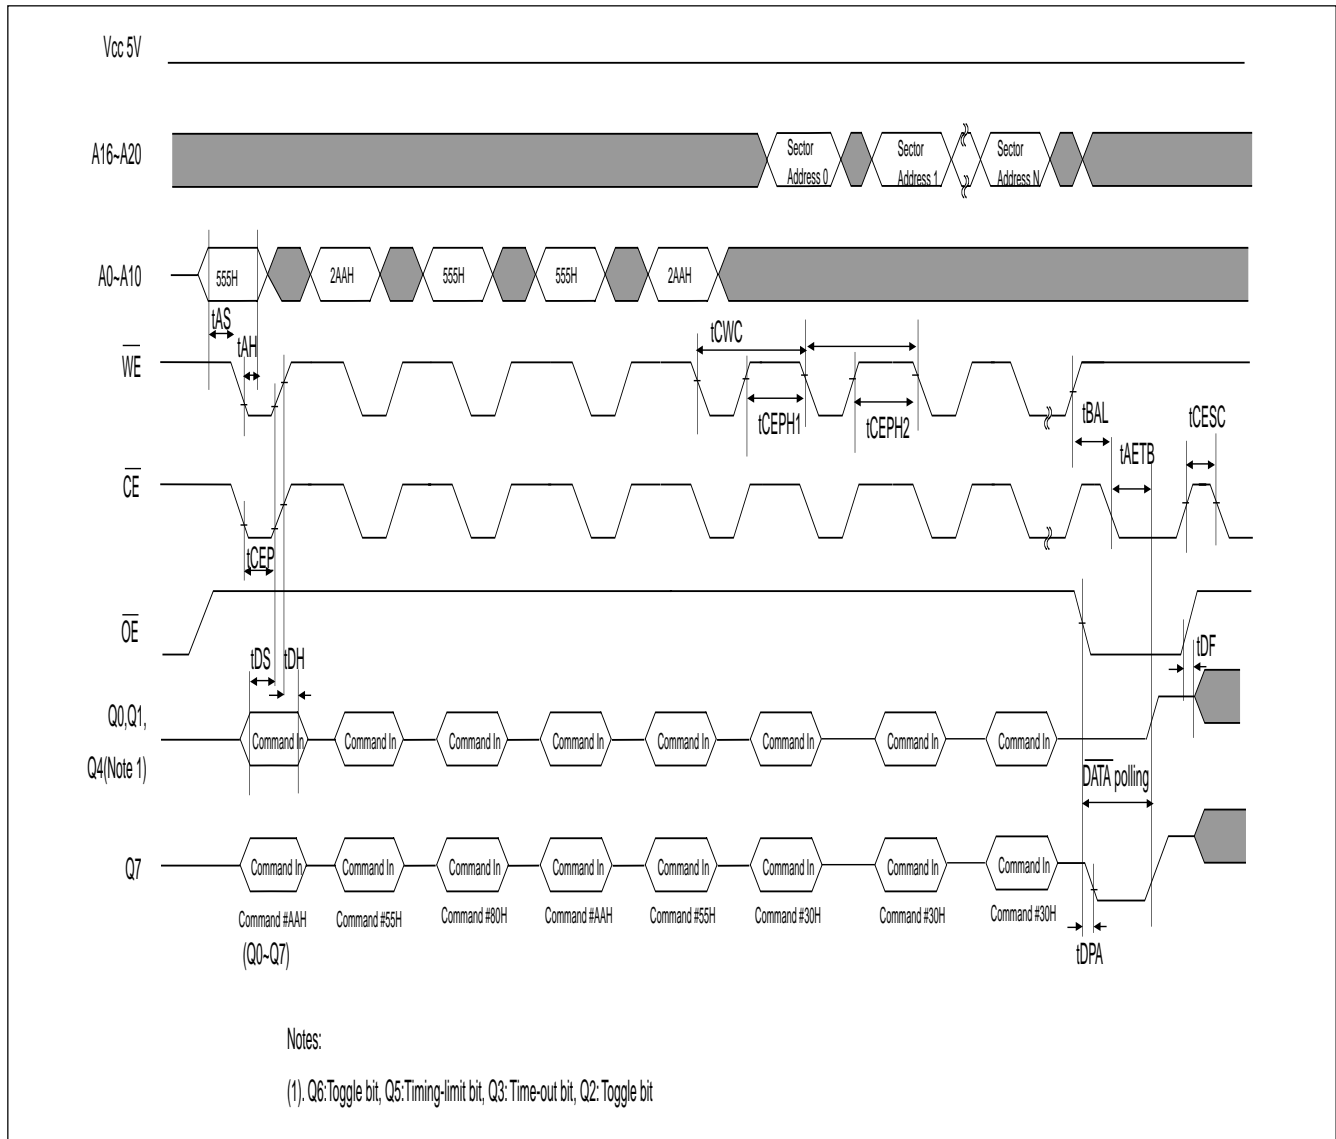 Vcc 5V
A16~A20
Sector
Address 0
Sector
Address 1
Sector
Address N
A0~A10
555H
2AAH
555H
555H
2AAH
tAS
tAH
tCWC
WE
tCEPH1
tCEPH2
tBAL
tCESC
tAETB
CE
tCEP
OE
tDS
tDH
tDF
Q0,Q1,
Q4(Note 1)
Command In
Command In
Command In
Command In
Command In
Command In
Command In
Command In
DATA polling
Q7
Command In
Command In
Command In
Command In
Command In
Command In
Command In
Command In
Command #AAH
Command #55H
Command #80H
Command #AAH
Command #55H
Command #30H
Command #30H
Command #30H
(Q0~Q7)
tDPA
Notes:
(1). Q6:Toggle bit, Q5:Timing-limit bit, Q3: Time-out bit, Q2: Toggle bit